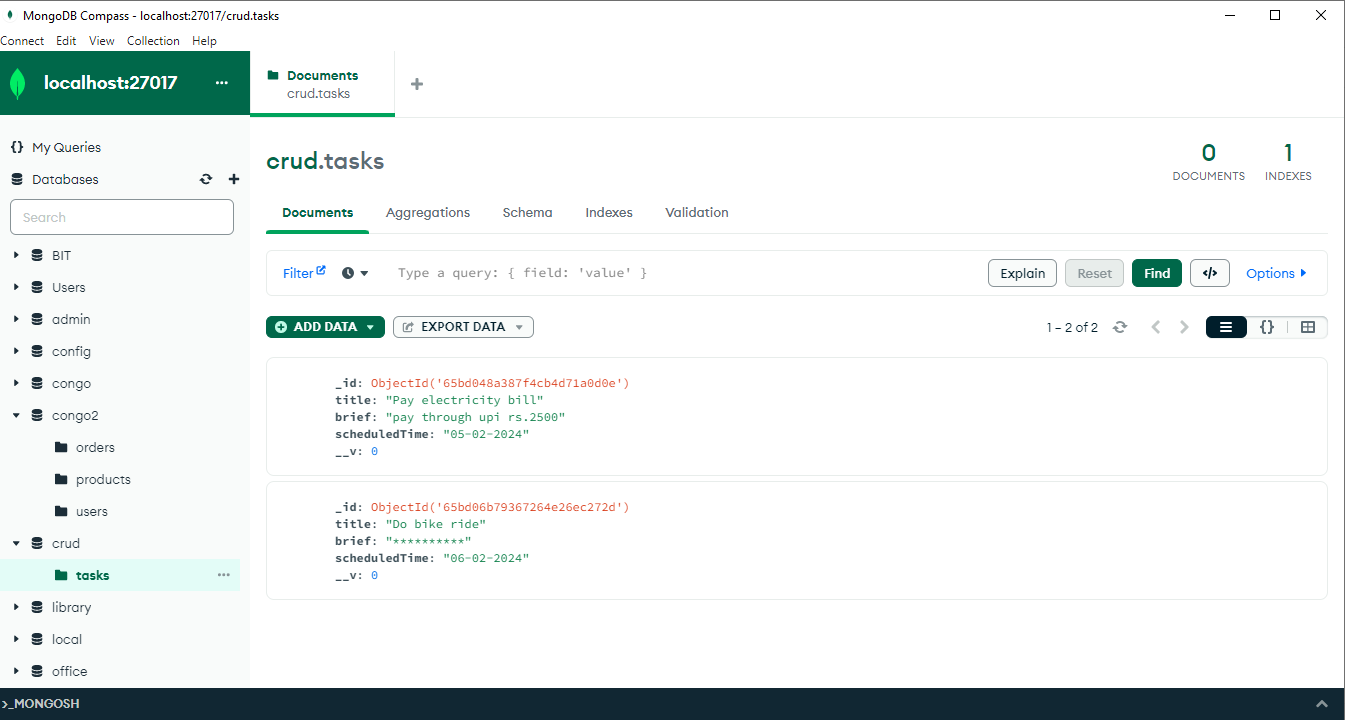 MongoDB Compass - localhost:27017/crud.tasks
Connect Edit View Collection Help
localhost:27017 ...
Documents
crud.tasks
{} My Queries
Databases
Search
BIT
Users
admin
config
congo
congo2
orders
products
users
crud
tasks ...
library
local
office
crud.tasks
0
DOCUMENTS
1
INDEXES
Documents Aggregations Schema Indexes Validation
Filter Type a query: { field: 'value' } Explain Reset Find </> Options
ADD DATA EXPORT DATA 1 – 2 of 2 {}
_id: ObjectId('65bd048a387f4cb4d71a0d0e')
title: "Pay electricity bill"
brief: "pay through upi rs.2500"
scheduledTime: "05-02-2024"
__v: 0
_id: ObjectId('65bd06b79367264e26ec272d')
title: "Do bike ride"
brief: "**********"
scheduledTime: "06-02-2024"
__v: 0
>_MONGOSH